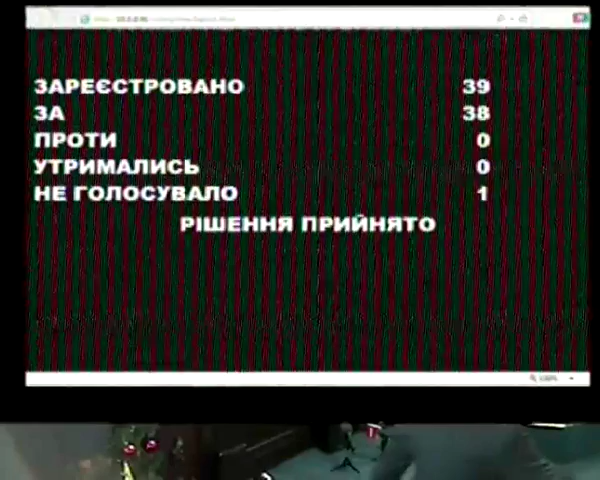 ЗАРЕЄСТРОВАНО 39
ЗА 38
ПРОТИ 0
УТРИМАЛИСЬ 0
НЕ ГОЛОСУВАЛО 1
РІШЕННЯ ПРИЙНЯТО